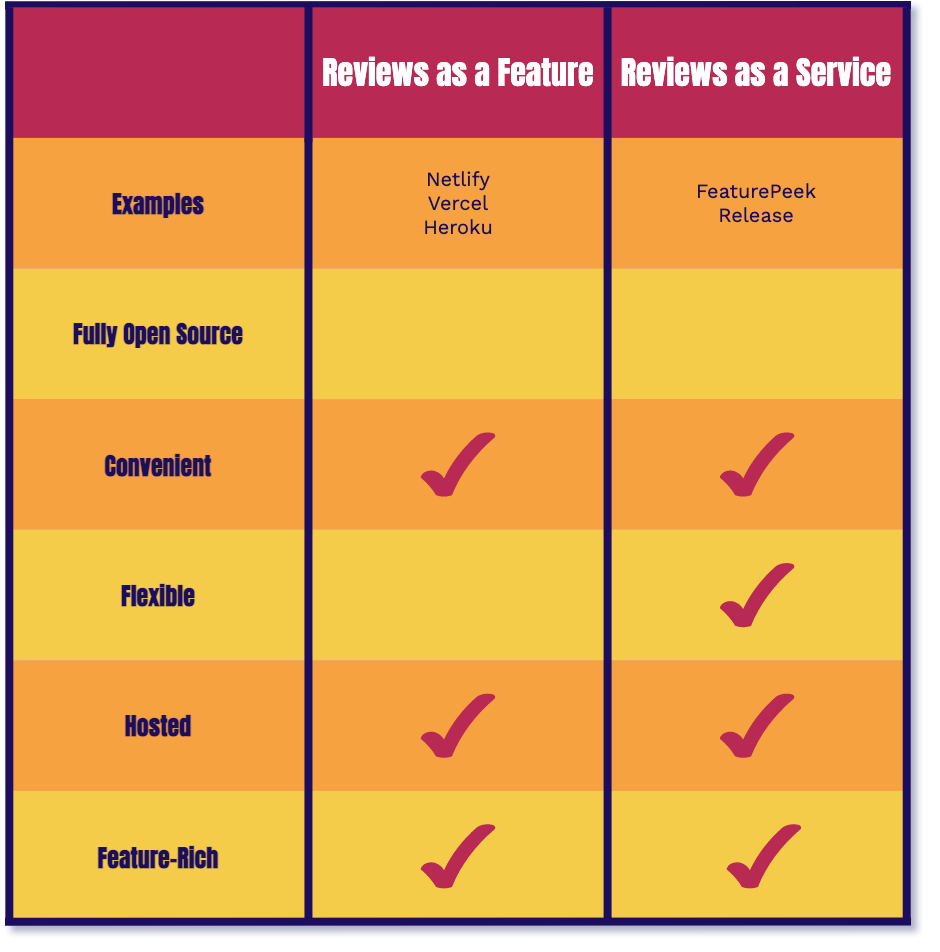 Reviews as a Feature
Reviews as a Service
Examples
Netlify
Vercel
Heroku
FeaturePeek
Release
Fully Open Source
Convenient
Flexible
Hosted
Feature-Rich